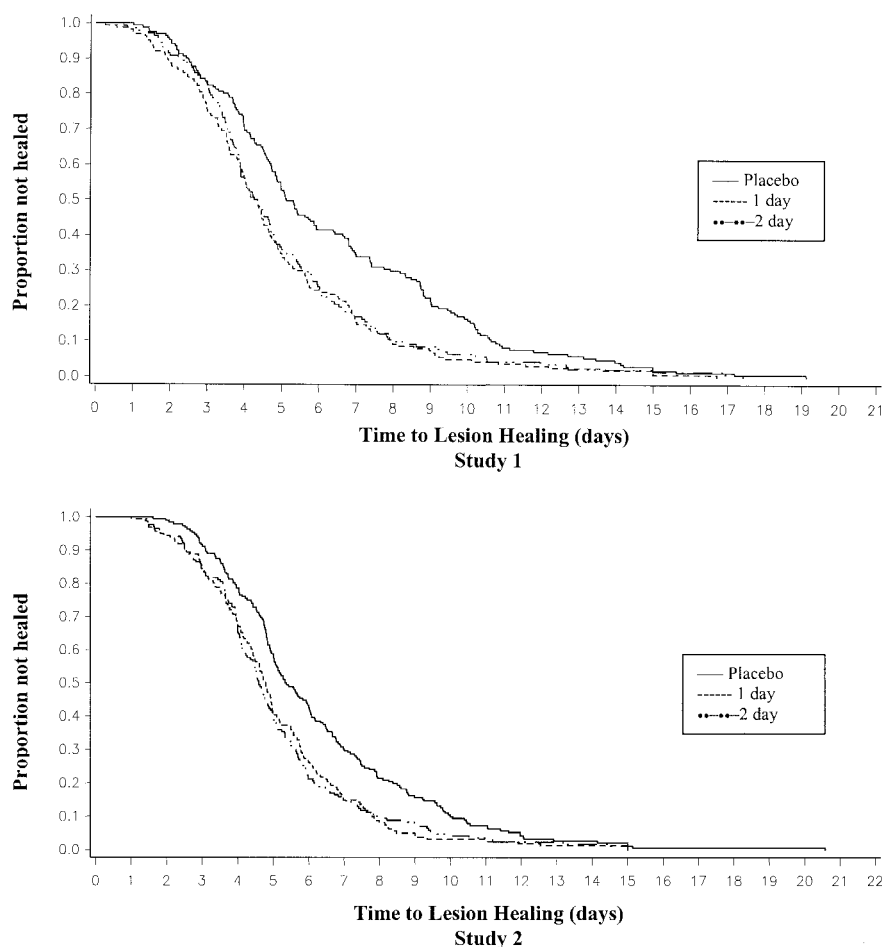 Proportion not healed
1.0
0.9
0.8
0.7
0.6
0.5
0.4
0.3
0.2
0.1
0.0
Placebo
1 day
2 day
0 1 2 3 4 5 6 7 8 9 10 11 12 13 14 15 16 17 18 19 20 21
Time to Lesion Healing (days)
Study 1
Proportion not healed
1.0
0.9
0.8
0.7
0.6
0.5
0.4
0.3
0.2
0.1
0.0
Placebo
1 day
2 day
0 1 2 3 4 5 6 7 8 9 10 11 12 13 14 15 16 17 18 19 20 21 22
Time to Lesion Healing (days)
Study 2